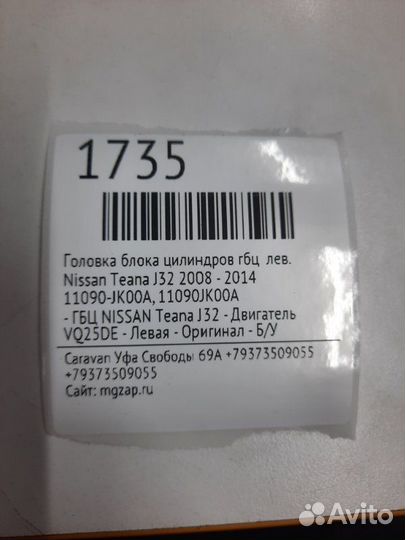 1735
Головка блока цилиндров гбц лев.
Nissan Teana J32 2008 - 2014
11090-JK00A, 11090JK00A
- ГБЦ NISSAN Teana J32 - Двигатель
VQ25DE - Левая - Оригинал - Б/У
Caravan Уфа Свободы 69А +79373509055
+79373509055
Сайт: mgzap.ru
Avito